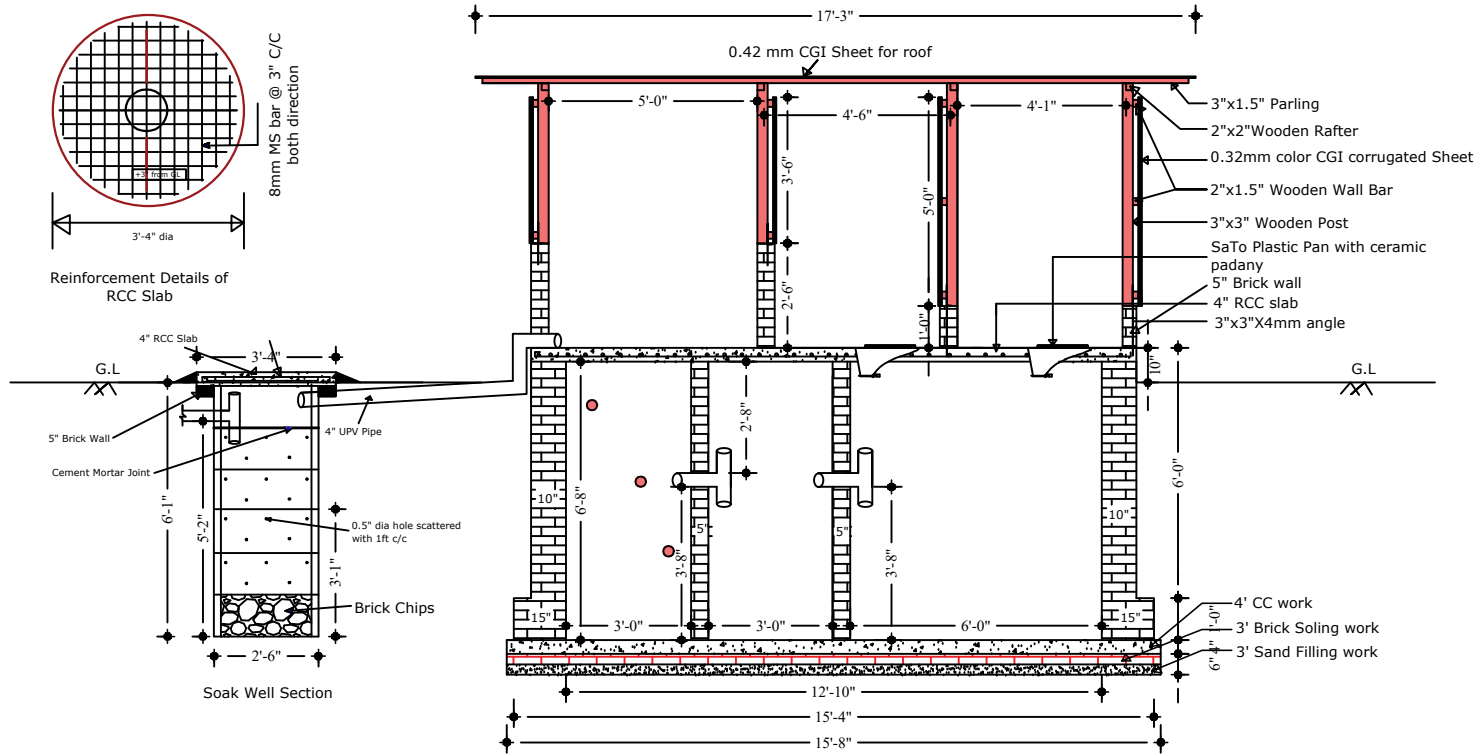 17'-3"
0.42 mm CGI Sheet for roof
5'-0"
4'-6"
4'-1"
3"x1.5" Parling
2"x2"Wooden Rafter
0.32mm color CGI corrugated Sheet
2"x1.5" Wooden Wall Bar
3"x3" Wooden Post
SaTo Plastic Pan with ceramic
padany
5" Brick wall
4" RCC slab
3"x3"X4mm angle
3'-6"
5'-0"
2'-6"
1'-0"
10"
8mm MS bar @ 3" C/C
both direction
+3" from GL
3'-4" dia
Reinforcement Details of
RCC Slab
4" RCC Slab
3'-4"
G.L
G.L
5" Brick Wall
4" UPV Pipe
Cement Mortar Joint
6'-1"
5'-2"
0.5" dia hole scattered
with 1ft c/c
3'-1"
Brick Chips
2'-6"
Soak Well Section
2'-8"
6'-8"
10"
5"
5"
10"
6'-0"
3'-8"
3'-8"
15"
3'-0"
3'-0"
6'-0"
15"
1'-0"
4"
6"
4' CC work
3' Brick Soling work
3' Sand Filling work
12'-10"
15'-4"
15'-8"